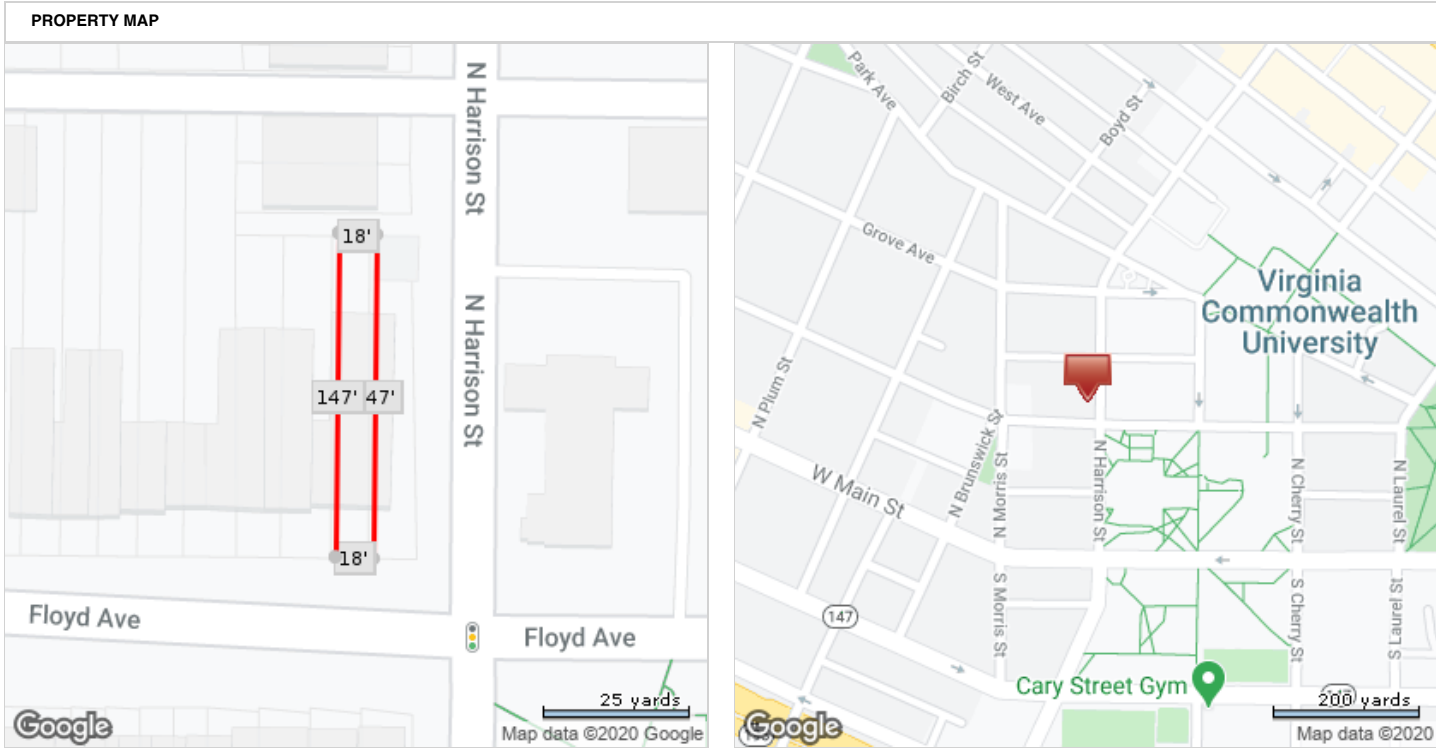 PROPERTY MAP
N Harrison St
18'
N Harrison St
147'
47'
18'
Floyd Ave
Floyd Ave
25 yards
Google
Map data ©2020 Google
Park Ave
Birch St
West Ave
Boyd St
Grove Ave
Virginia
Commonwealth
University
N Plum St
N Brunswick St
W Main St
N Morris St
N Harrison St
N Cherry St
N Laurel St
S Morris St
S Cherry St
S Laurel St
147
Cary Street Gym
200 yards
Google
Map data ©2020